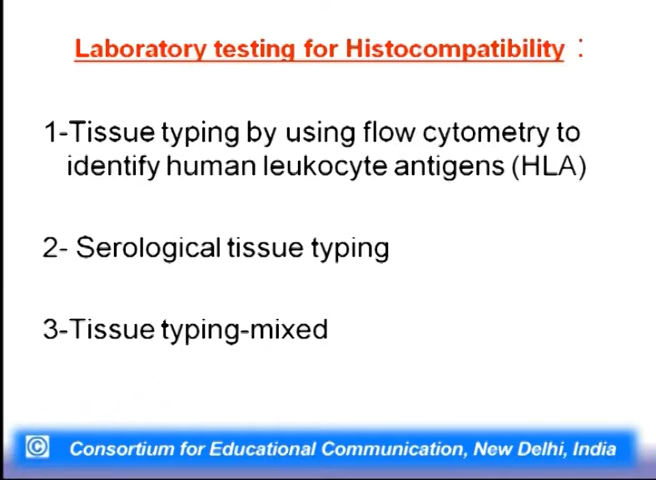 Laboratory testing for Histocompatibility :
1-Tissue typing by using flow cytometry to
identify human leukocyte antigens (HLA)
2- Serological tissue typing
3-Tissue typing-mixed
© Consortium for Educational Communication, New Delhi, India